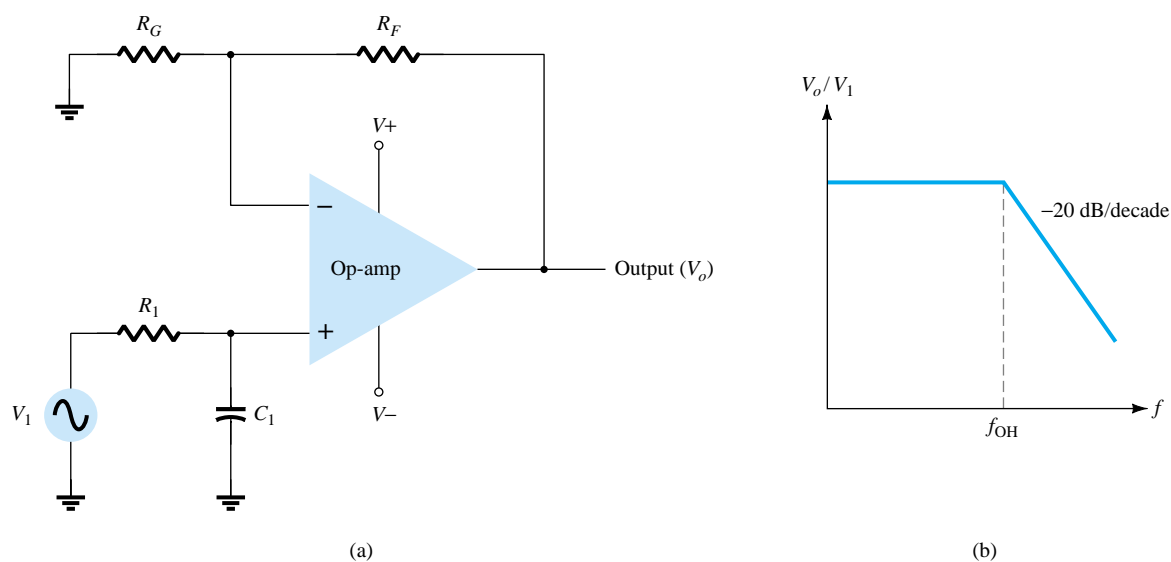 R_G
R_F
V+
−
Op-amp
Output (V_o)
R_1
+
V_1
C_1
V−
(a)
V_o / V_1
−20 dB/decade
f
f_OH
(b)